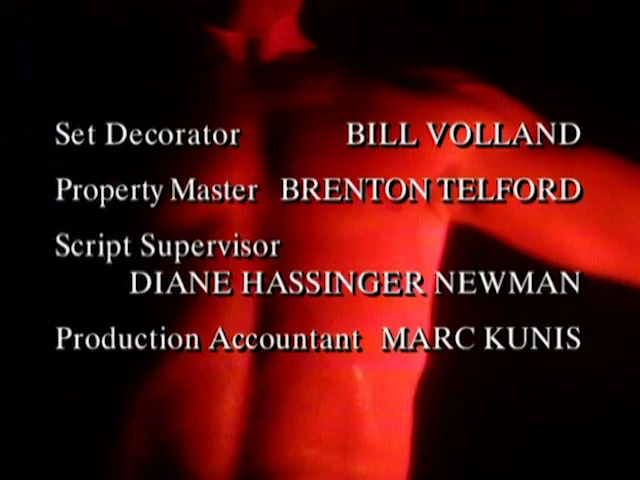 Set Decorator BILL VOLLAND
Property Master BRENTON TELFORD
Script Supervisor
DIANE HASSINGER NEWMAN
Production Accountant MARC KUNIS